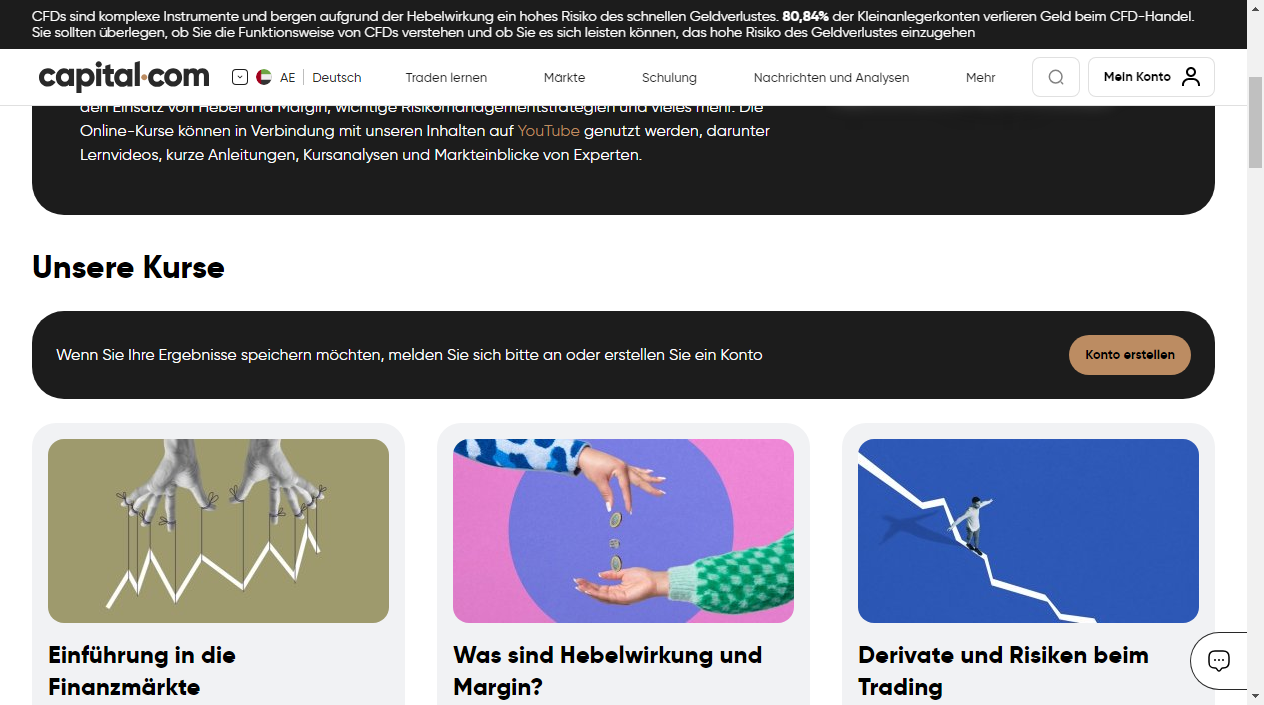 CFDs sind komplexe Instrumente und bergen aufgrund der Hebelwirkung ein hohes Risiko des schnellen Geldverlustes. 80,84% der Kleinanlegerkonten verlieren Geld beim CFD-Handel.
Sie sollten überlegen, ob Sie die Funktionsweise von CFDs verstehen und ob Sie es sich leisten können, das hohe Risiko des Geldverlustes einzugehen
capital.com AE Deutsch Traden lernen Märkte Schulung Nachrichten und Analysen Mehr Mein Konto
den Einsatz von Hebel und Margin, wichtige Risikomanagementstrategien und vieles mehr. Die
Online-Kurse können in Verbindung mit unseren Inhalten auf YouTube genutzt werden, darunter
Lernvideos, kurze Anleitungen, Kursanalysen und Markteinblicke von Experten.
Unsere Kurse
Wenn Sie Ihre Ergebnisse speichern möchten, melden Sie sich bitte an oder erstellen Sie ein Konto
Konto erstellen
Einführung in die
Finanzmärkte
Was sind Hebelwirkung und
Margin?
Derivate und Risiken beim
Trading